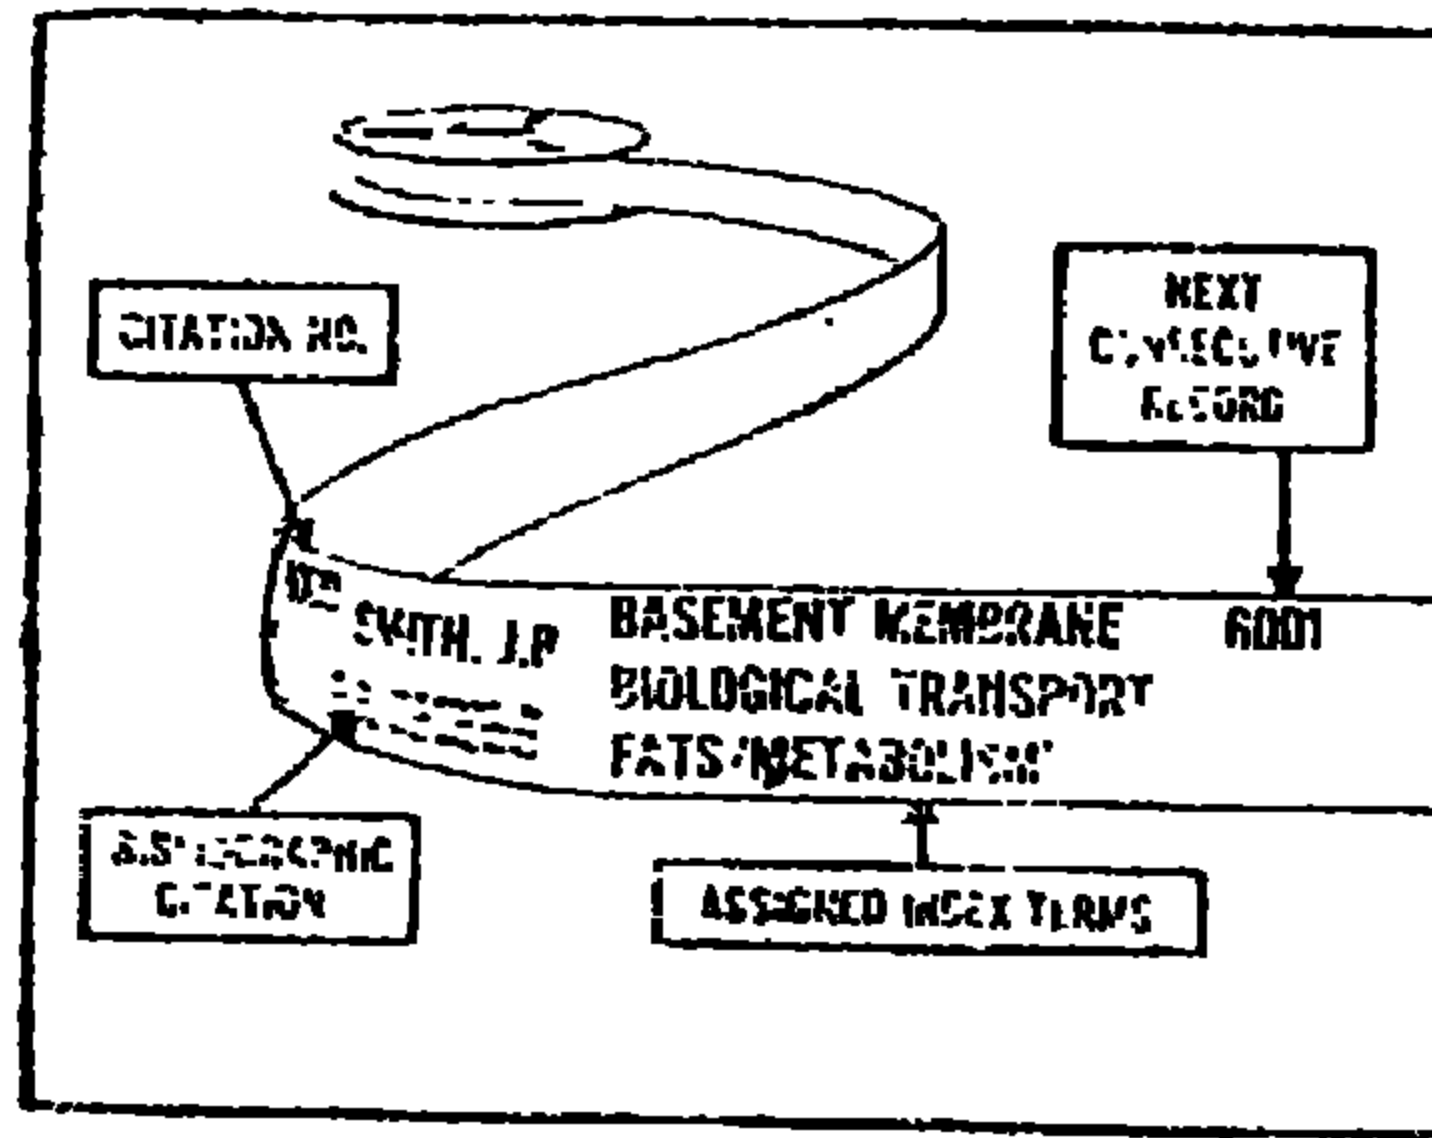 CITATION NO.
NEXT
CONSECUTIVE
RECORD
SMITH, J.P
BASEMENT MEMBRANE
BIOLOGICAL TRANSPORT
FATS/METABOLISM
6001
BIBLIOGRAPHIC
CITATION
ASSIGNED INDEX TERMS